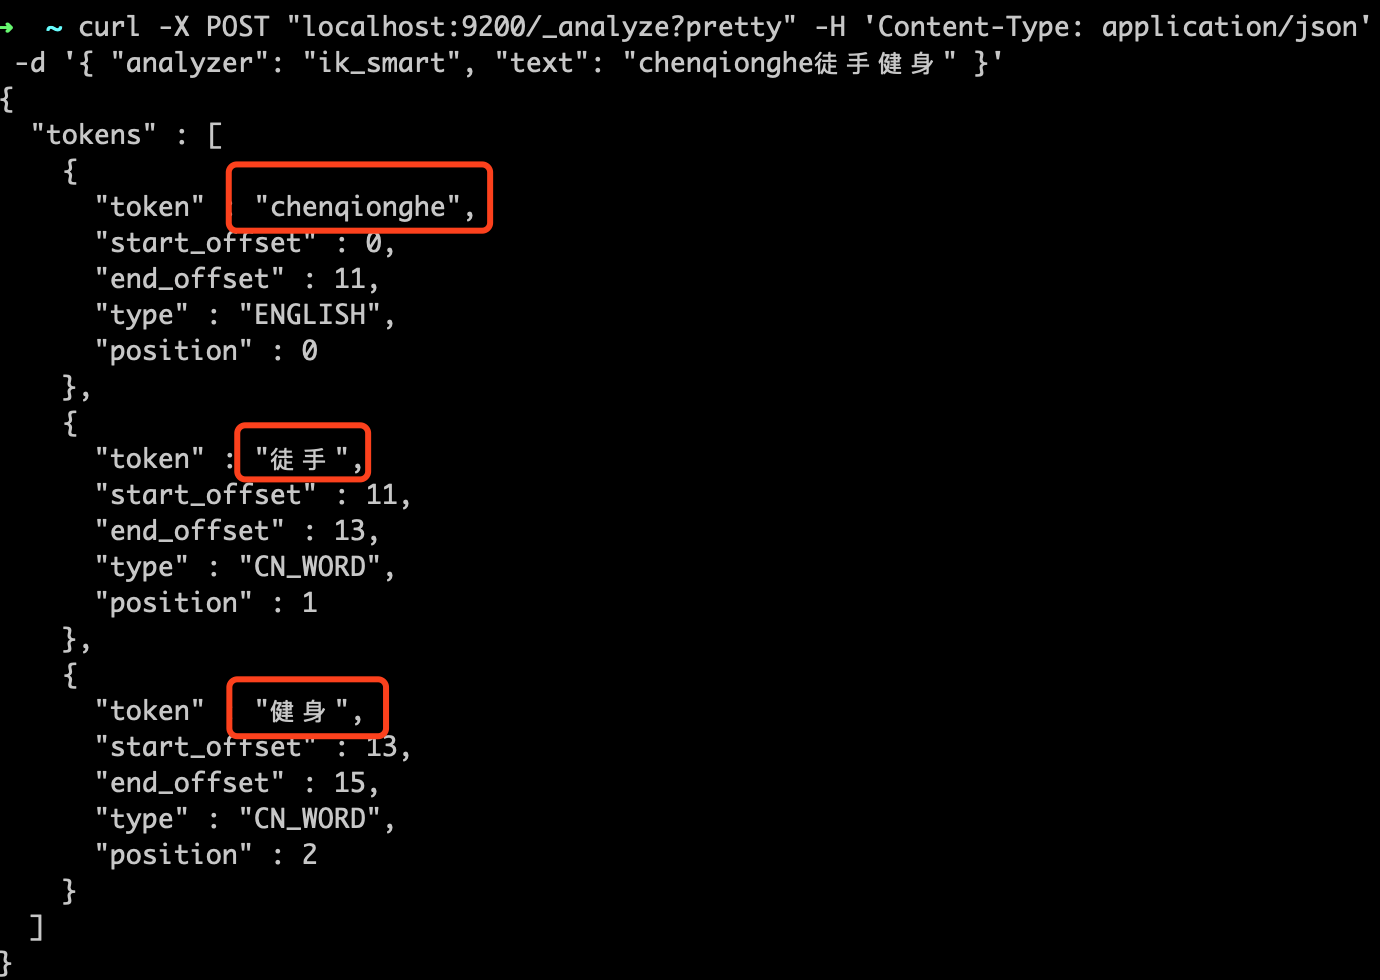 → ~ curl -X POST "localhost:9200/_analyze?pretty" -H 'Content-Type: application/json'
-d '{ "analyzer": "ik_smart", "text": "chenqionghe徒手健身" }'
{
"tokens" : [
{
"token" : "chenqionghe",
"start_offset" : 0,
"end_offset" : 11,
"type" : "ENGLISH",
"position" : 0
},
{
"token" : "徒手",
"start_offset" : 11,
"end_offset" : 13,
"type" : "CN_WORD",
"position" : 1
},
{
"token" "健身",
"start_offset" : 13,
"end_offset" : 15,
"type" : "CN_WORD",
"position" : 2
}
]
}